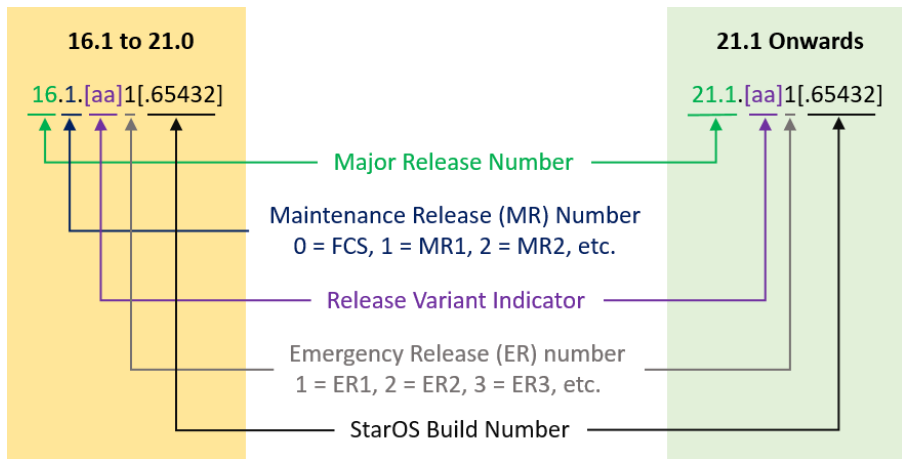 16.1 to 21.0
21.1 Onwards
16.1.[aa]1[.65432]
21.1.[aa]1[.65432]
Major Release Number
Maintenance Release (MR) Number
0 = FCS, 1 = MR1, 2 = MR2, etc.
Release Variant Indicator
Emergency Release (ER) number
1 = ER1, 2 = ER2, 3 = ER3, etc.
StarOS Build Number